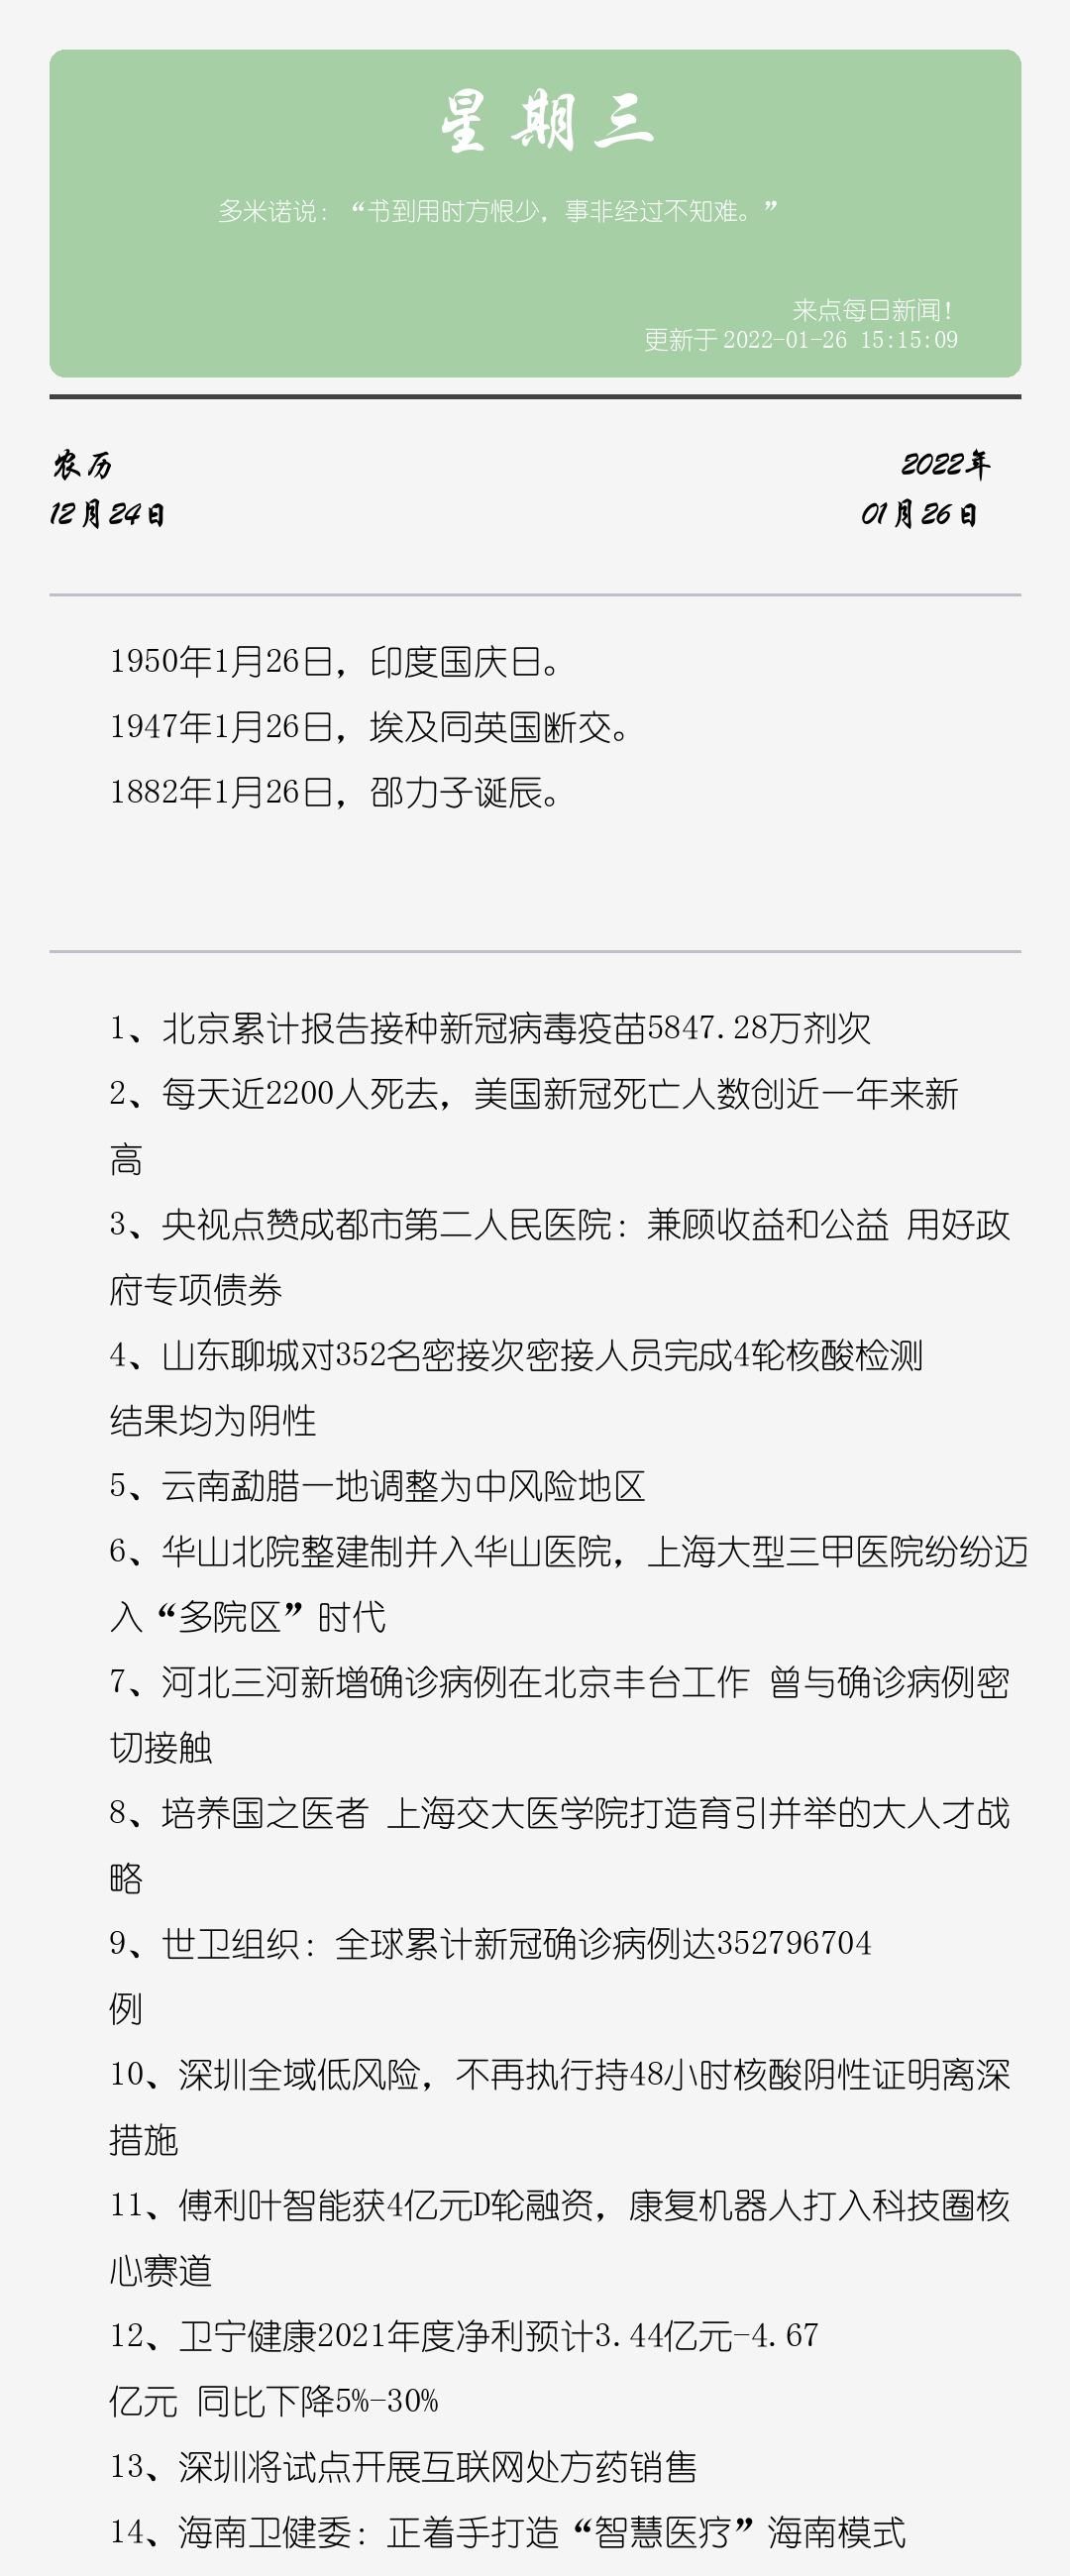 星期三
多米诺说：“书到用时方恨少，事非经过不知难。”
来点每日新闻！
更新于 2022-01-26 15:15:09
农历
12月24日
2022年
01月26日
1950年1月26日，印度国庆日。
1947年1月26日，埃及同英国断交。
1882年1月26日，邵力子诞辰。
1、北京累计报告接种新冠病毒疫苗5847.28万剂次
2、每天近2200人死去，美国新冠死亡人数创近一年来新
高
3、央视点赞成都市第二人民医院：兼顾收益和公益 用好政
府专项债券
4、山东聊城对352名密接次密接人员完成4轮核酸检测
结果均为阴性
5、云南勐腊一地调整为中风险地区
6、华山北院整建制并入华山医院，上海大型三甲医院纷纷迈
入“多院区”时代
7、河北三河新增确诊病例在北京丰台工作 曾与确诊病例密
切接触
8、培养国之医者 上海交大医学院打造育引并举的大人才战
略
9、世卫组织：全球累计新冠确诊病例达352796704
例
10、深圳全域低风险，不再执行持48小时核酸阴性证明离深
措施
11、傅利叶智能获4亿元D轮融资，康复机器人打入科技圈核
心赛道
12、卫宁健康2021年度净利预计3.44亿元-4.67
亿元 同比下降5%-30%
13、深圳将试点开展互联网处方药销售
14、海南卫健委：正着手打造“智慧医疗”海南模式